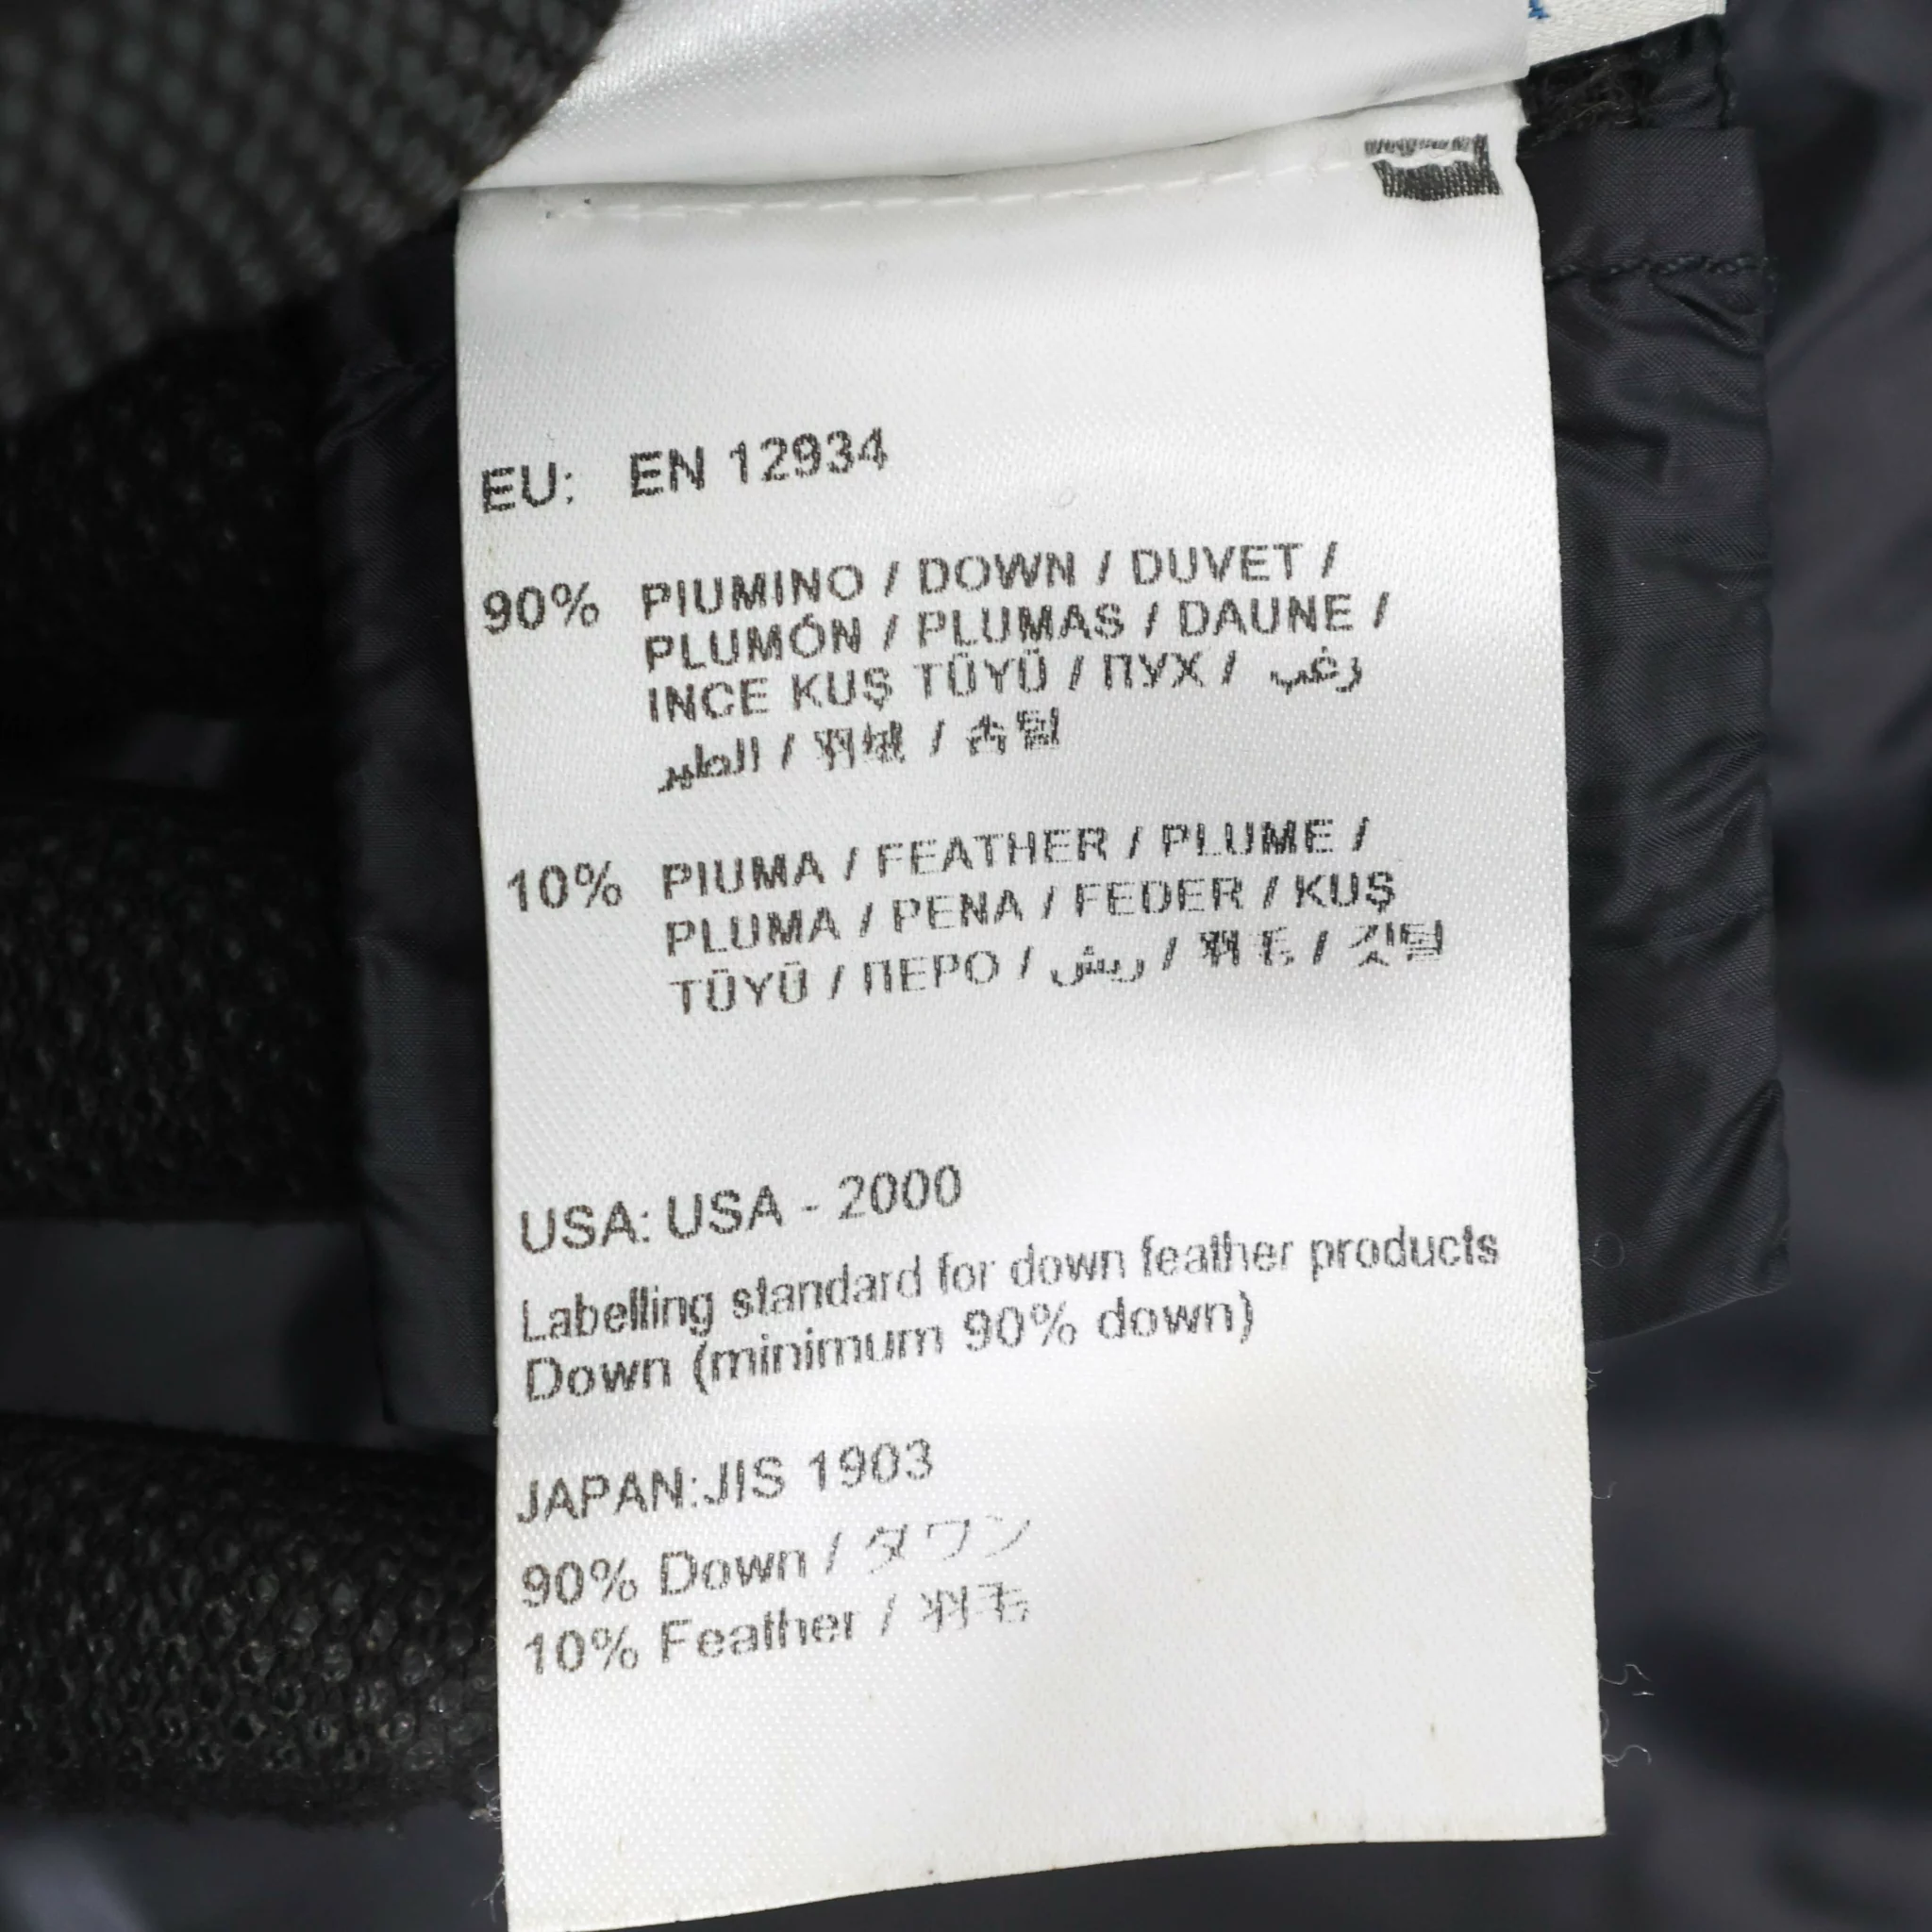 EU: EN 12934
90% PIUMINO / DOWN / DUVET /
PLUMÓN / PLUMAS / DAUNE /
INCE KUŞ TÜYÜ / ПУХ / زغب
الطير / 羽绒 / 솜털
10% PIUMA / FEATHER / PLUME /
PLUMA / PENA / FEDER / KUŞ
TÜYÜ / ПЕРО / ريش / 羽毛 / 깃털
USA: USA - 2000
Labelling standard for down feather products
Down (minimum 90% down)
JAPAN:JIS 1903
90% Down / ダウン
10% Feather / 羽毛